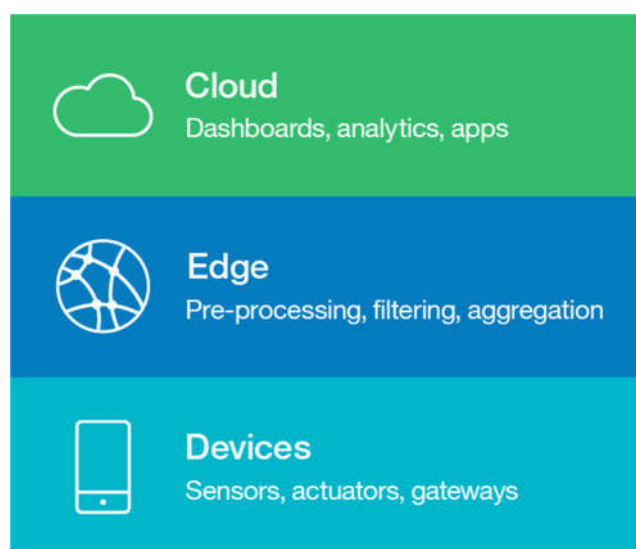 Cloud
Dashboards, analytics, apps
Edge
Pre-processing, filtering, aggregation
Devices
Sensors, actuators, gateways